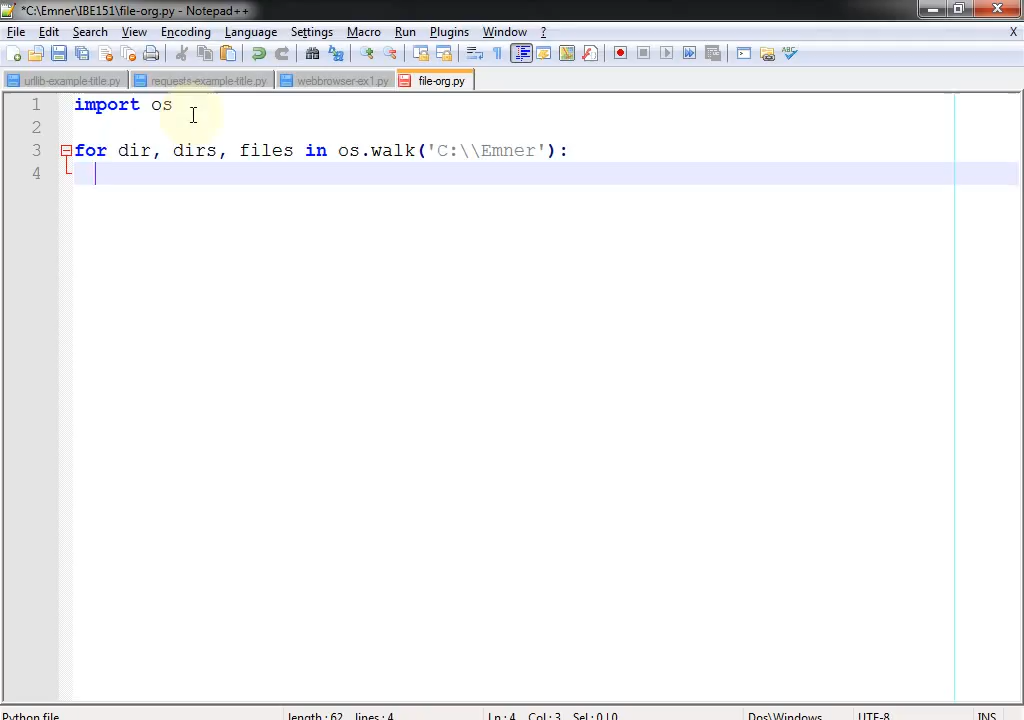 *C:\Emner\IBE151\file-org.py - Notepad++
File Edit Search View Encoding Language Settings Macro Run Plugins Window ? X
urllib-example-title.py requests-example-title.py webbrowser-ex1.py file-org.py
1 import os
2
3 for dir, dirs, files in os.walk('C:\\Emner'):
4
Python file length : 62 lines : 4 Ln : 4 Col : 3 Sel : 0 | 0 Dos\Windows UTF-8 INS